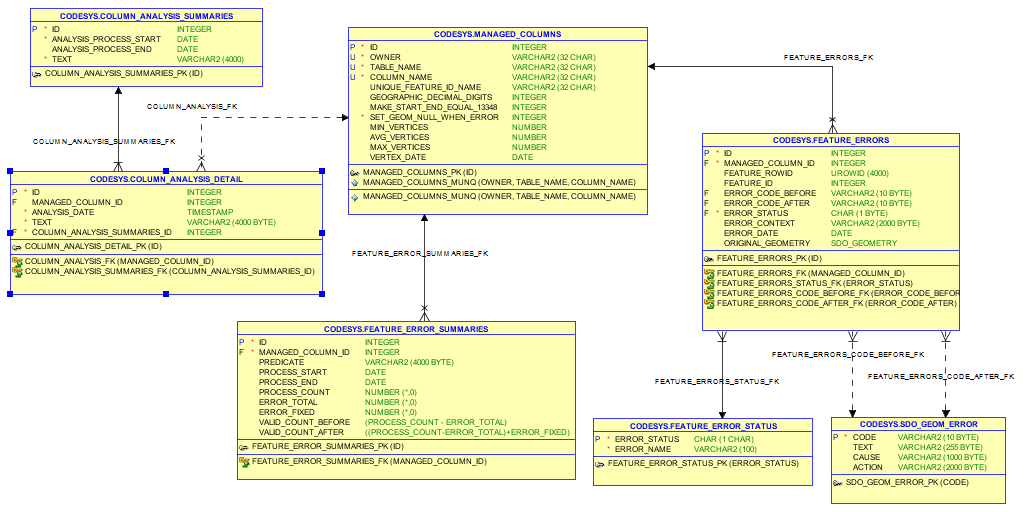 CODESYS.COLUMN_ANALYSIS_SUMMARIES
P * ID INTEGER
* ANALYSIS_PROCESS_START DATE
ANALYSIS_PROCESS_END DATE
* TEXT VARCHAR2 (4000)
COLUMN_ANALYSIS_SUMMARIES_PK (ID)
COLUMN_ANALYSIS_FK
COLUMN_ANALYSIS_SUMMARIES_FK
CODESYS.MANAGED_COLUMNS
P * ID INTEGER
U * OWNER VARCHAR2 (32 CHAR)
U * TABLE_NAME VARCHAR2 (32 CHAR)
U * COLUMN_NAME VARCHAR2 (32 CHAR)
UNIQUE_FEATURE_ID_NAME VARCHAR2 (32 CHAR)
GEOGRAPHIC_DECIMAL_DIGITS INTEGER
MAKE_START_END_EQUAL_13348 INTEGER
* SET_GEOM_NULL_WHEN_ERROR INTEGER
MIN_VERTICES NUMBER
AVG_VERTICES NUMBER
MAX_VERTICES NUMBER
VERTEX_DATE DATE
MANAGED_COLUMNS_PK (ID)
MANAGED_COLUMNS_MUNQ (OWNER, TABLE_NAME, COLUMN_NAME)
MANAGED_COLUMNS_MUNQ (OWNER, TABLE_NAME, COLUMN_NAME)
FEATURE_ERRORS_FK
CODESYS.FEATURE_ERRORS
P * ID INTEGER
F * MANAGED_COLUMN_ID INTEGER
FEATURE_ROWID UROWID (4000)
FEATURE_ID INTEGER
F ERROR_CODE_BEFORE VARCHAR2 (10 BYTE)
F ERROR_CODE_AFTER VARCHAR2 (10 BYTE)
F * ERROR_STATUS CHAR (1 BYTE)
ERROR_CONTEXT VARCHAR2 (2000 BYTE)
ERROR_DATE DATE
ORIGINAL_GEOMETRY SDO_GEOMETRY
FEATURE_ERRORS_PK (ID)
FEATURE_ERRORS_FK (MANAGED_COLUMN_ID)
FEATURE_ERRORS_STATUS_FK (ERROR_STATUS)
FEATURE_ERRORS_CODE_BEFORE_FK (ERROR_CODE_BEFOR
FEATURE_ERRORS_CODE_AFTER_FK (ERROR_CODE_AFTER)
CODESYS.COLUMN_ANALYSIS_DETAIL
P * ID INTEGER
F MANAGED_COLUMN_ID INTEGER
* ANALYSIS_DATE TIMESTAMP
* TEXT VARCHAR2 (4000 BYTE)
F * COLUMN_ANALYSIS_SUMMARIES_ID INTEGER
COLUMN_ANALYSIS_DETAIL_PK (ID)
COLUMN_ANALYSIS_FK (MANAGED_COLUMN_ID)
COLUMN_ANALYSIS_SUMMARIES_FK (COLUMN_ANALYSIS_SUMMARIES_ID)
FEATURE_ERROR_SUMMARIES_FK
CODESYS.FEATURE_ERROR_SUMMARIES
P * ID INTEGER
F * MANAGED_COLUMN_ID INTEGER
PREDICATE VARCHAR2 (4000 BYTE)
PROCESS_START DATE
PROCESS_END DATE
PROCESS_COUNT NUMBER (*,0)
ERROR_TOTAL NUMBER (*,0)
ERROR_FIXED NUMBER (*,0)
VALID_COUNT_BEFORE (PROCESS_COUNT - ERROR_TOTAL)
VALID_COUNT_AFTER ((PROCESS_COUNT-ERROR_TOTAL)+ERROR_FIXED)
FEATURE_ERROR_SUMMARIES_PK (ID)
FEATURE_ERROR_SUMMARIES_FK (MANAGED_COLUMN_ID)
FEATURE_ERRORS_CODE_BEFORE_FK
FEATURE_ERRORS_CODE_AFTER_FK
FEATURE_ERRORS_STATUS_FK
CODESYS.FEATURE_ERROR_STATUS
P * ERROR_STATUS CHAR (1 CHAR)
* ERROR_NAME VARCHAR2 (100)
FEATURE_ERROR_STATUS_PK (ERROR_STATUS)
CODESYS.SDO_GEOM_ERROR
P * CODE VARCHAR2 (10 BYTE)
TEXT VARCHAR2 (255 BYTE)
CAUSE VARCHAR2 (1000 BYTE)
ACTION VARCHAR2 (2000 BYTE)
SDO_GEOM_ERROR_PK (CODE)